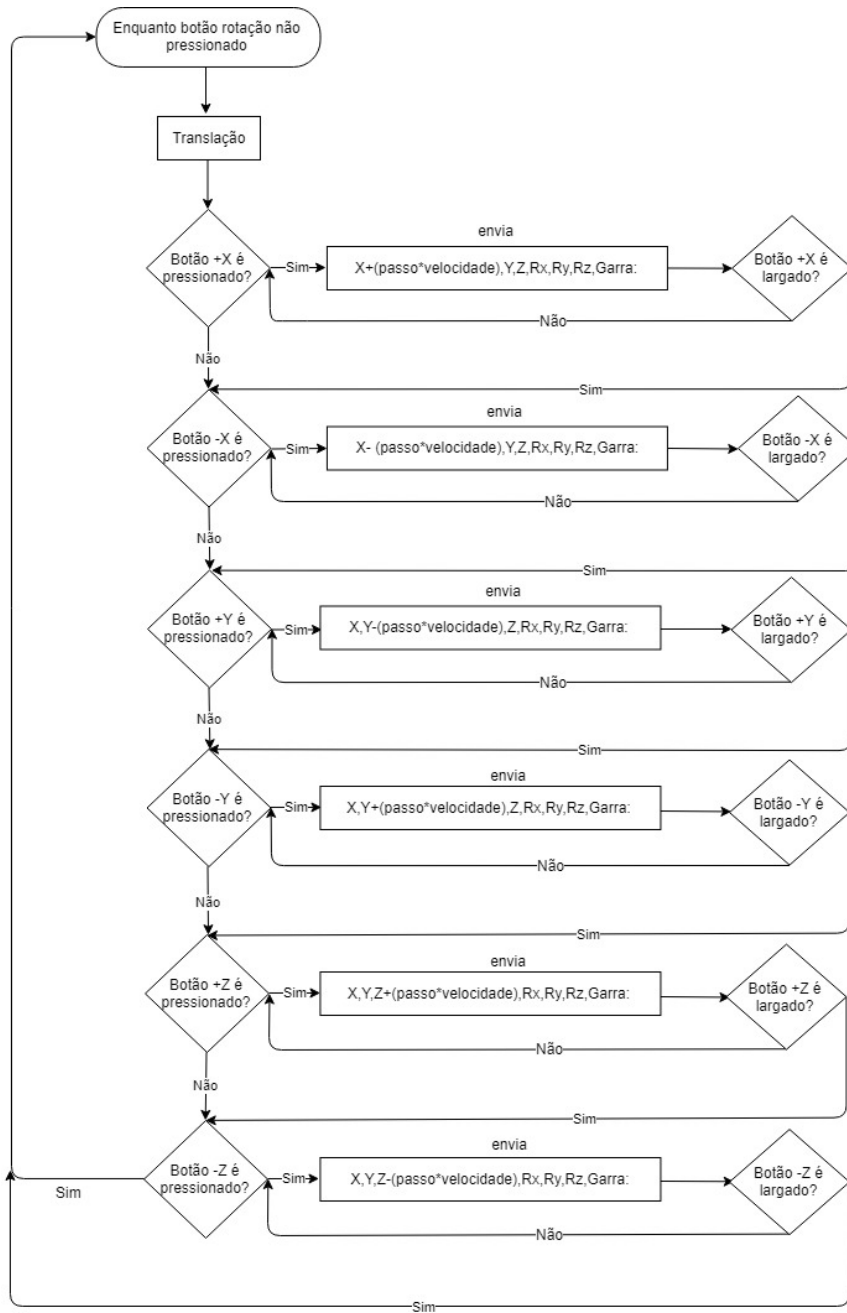 Enquanto botão rotação não
pressionado
Translação
envia
Botão +X é
pressionado?
Sim
X+(passo*velocidade),Y,Z,Rx,Ry,Rz,Garra:
Botão +X é
largado?
Não
Não
Sim
envia
Botão -X é
pressionado?
Sim
X- (passo*velocidade),Y,Z,Rx,Ry,Rz,Garra:
Botão -X é
largado?
Não
Não
Sim
envia
Botão +Y é
pressionado?
Sim
X,Y-(passo*velocidade),Z,Rx,Ry,Rz,Garra:
Botão +Y é
largado?
Não
Não
Sim
envia
Botão -Y é
pressionado?
Sim
X,Y+(passo*velocidade),Z,Rx,Ry,Rz,Garra:
Botão -Y é
largado?
Não
Não
Sim
envia
Botão +Z é
pressionado?
Sim
X,Y,Z+(passo*velocidade),Rx,Ry,Rz,Garra:
Botão +Z é
largado?
Não
Não
Sim
envia
Botão -Z é
pressionado?
Sim
X,Y,Z-(passo*velocidade),Rx,Ry,Rz,Garra:
Botão -Z é
largado?
Sim
Não
Sim